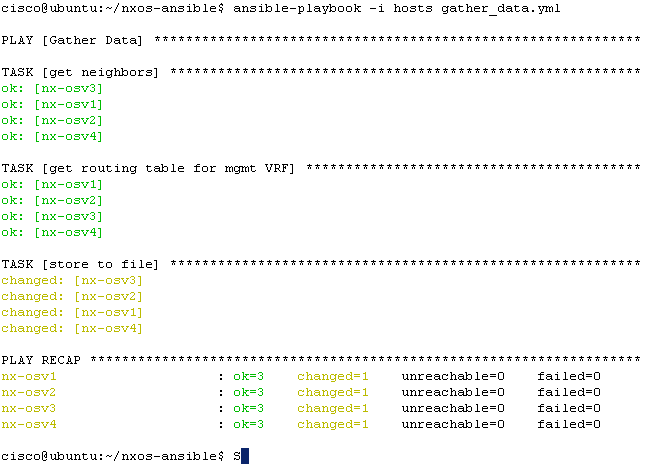 cisco@ubuntu:~/nxos-ansible$ ansible-playbook -i hosts gather_data.yml
PLAY [Gather Data] *************************************************************
TASK [get neighbors] ***********************************************************
ok: [nx-osv3]
ok: [nx-osv1]
ok: [nx-osv2]
ok: [nx-osv4]
TASK [get routing table for mgmt VRF] ******************************************
ok: [nx-osv1]
ok: [nx-osv2]
ok: [nx-osv3]
ok: [nx-osv4]
TASK [store to file] ***********************************************************
changed: [nx-osv3]
changed: [nx-osv2]
changed: [nx-osv1]
changed: [nx-osv4]
PLAY RECAP *********************************************************************
nx-osv1                    : ok=3    changed=1    unreachable=0    failed=0
nx-osv2                    : ok=3    changed=1    unreachable=0    failed=0
nx-osv3                    : ok=3    changed=1    unreachable=0    failed=0
nx-osv4                    : ok=3    changed=1    unreachable=0    failed=0
cisco@ubuntu:~/nxos-ansible$ S